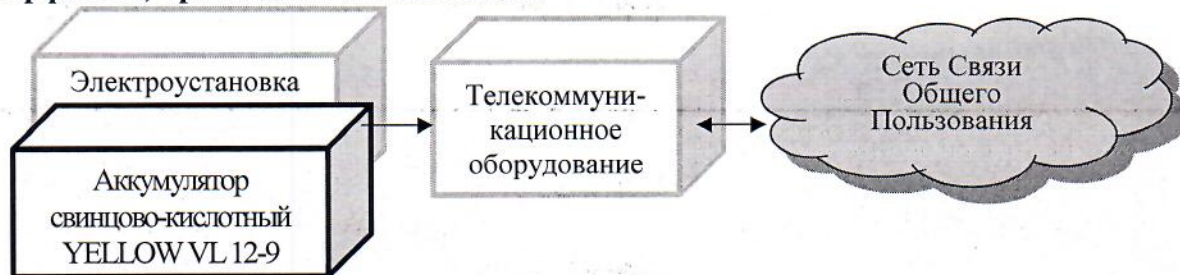 Электроустановка
Аккумулятор
свинцово-кислотный
YELLOW VL 12-9
Телекоммуни-
кационное
оборудование
Сеть Связи
Общего
Пользования